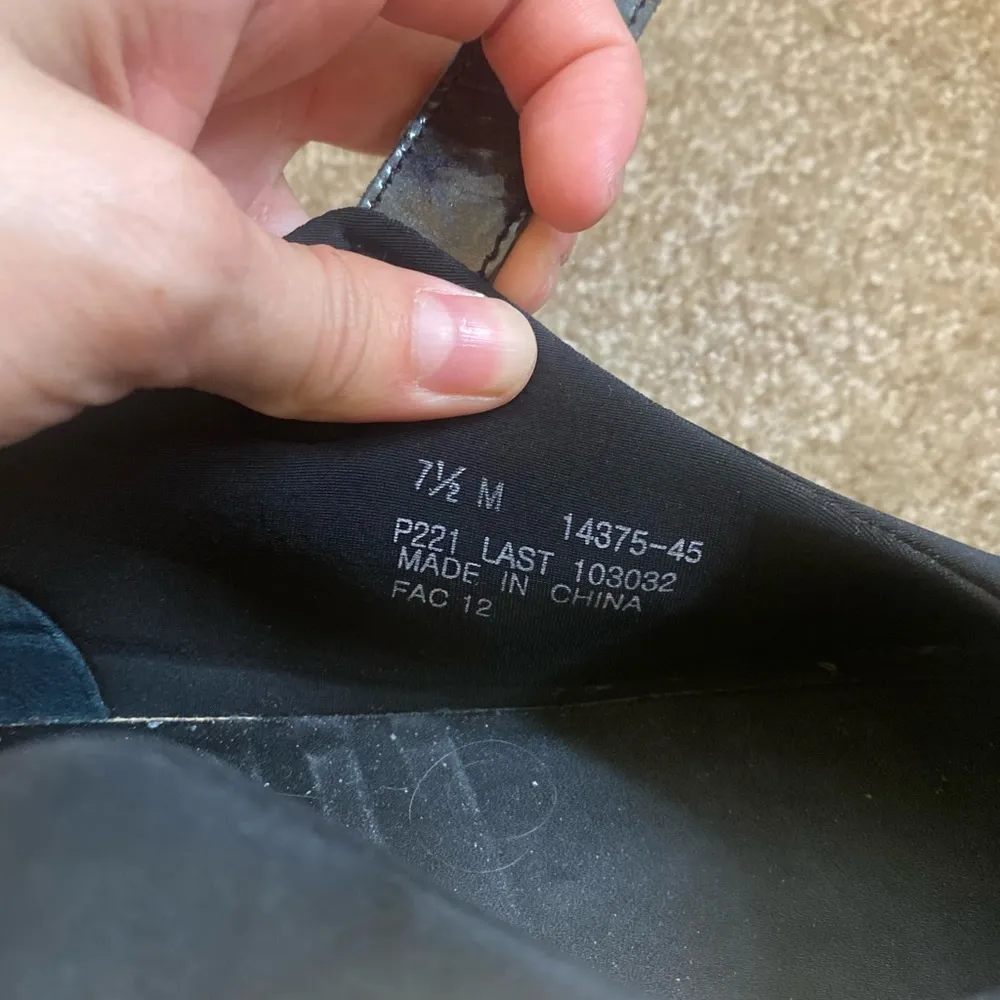 7½ M 14375-45
P221 LAST 103032
MADE IN CHINA
FAC 12